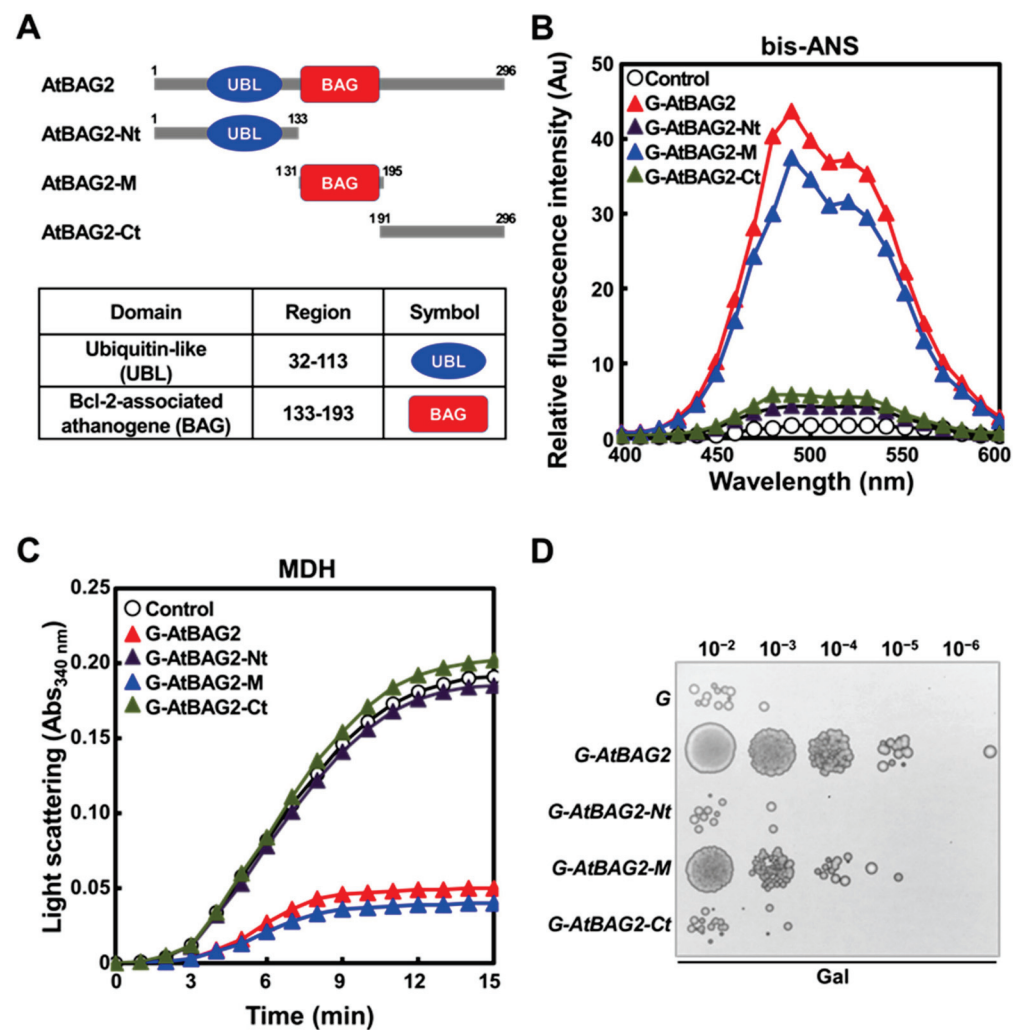 A
1
296
AtBAG2
UBL
BAG
1
133
AtBAG2-Nt
UBL
131
195
AtBAG2-M
BAG
191
296
AtBAG2-Ct
Domain Region Symbol
Ubiquitin-like
(UBL)
32-113
UBL
Bcl-2-associated
athanogene (BAG)
133-193
BAG
B
bis-ANS
50
40
30
20
10
0
Relative fluorescence intensity (Au)
Control
G-AtBAG2
G-AtBAG2-Nt
G-AtBAG2-M
G-AtBAG2-Ct
400 450 500 550 600
Wavelength (nm)
C
MDH
0.25
0.20
0.15
0.10
0.05
0
Light scattering (Abs340 nm)
Control
G-AtBAG2
G-AtBAG2-Nt
G-AtBAG2-M
G-AtBAG2-Ct
0 3 6 9 12 15
Time (min)
D
10−2 10−3 10−4 10−5 10−6
G
G-AtBAG2
G-AtBAG2-Nt
G-AtBAG2-M
G-AtBAG2-Ct
Gal